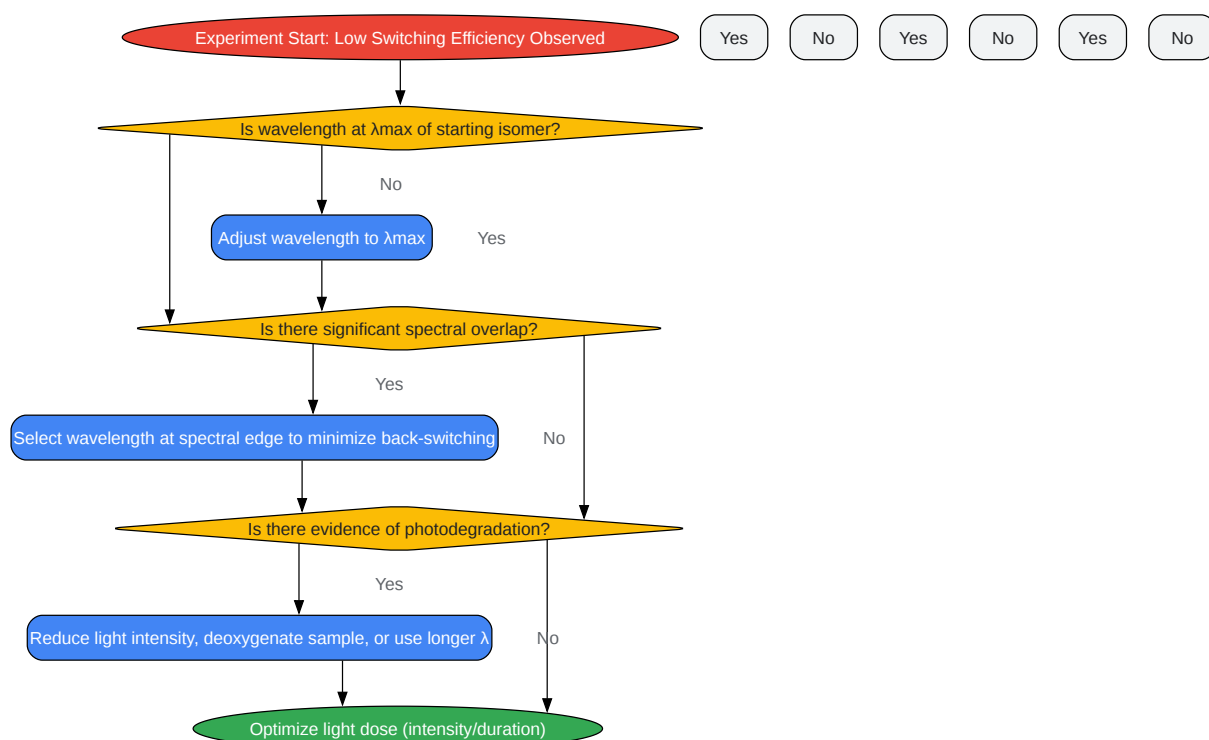 Experiment Start: Low Switching Efficiency Observed
Yes
No
Yes
No
Yes
No
Is wavelength at λmax of starting isomer?
No
Adjust wavelength to λmax
Yes
Is there significant spectral overlap?
Yes
Select wavelength at spectral edge to minimize back-switching
No
Is there evidence of photodegradation?
Yes
Reduce light intensity, deoxygenate sample, or use longer λ
No
Optimize light dose (intensity/duration)